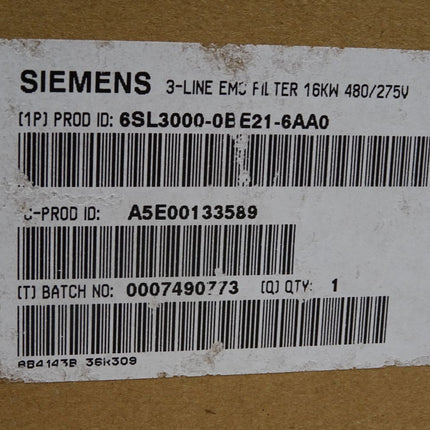 SIEMENS 3-LINE EMC FILTER 16KW 480/275V
[1P] PROD ID: 6SL3000-0BE21-6AA0
C-PROD ID: A5E00133589
[T] BATCH NO: 0007490773 [Q] QTY: 1
36k309